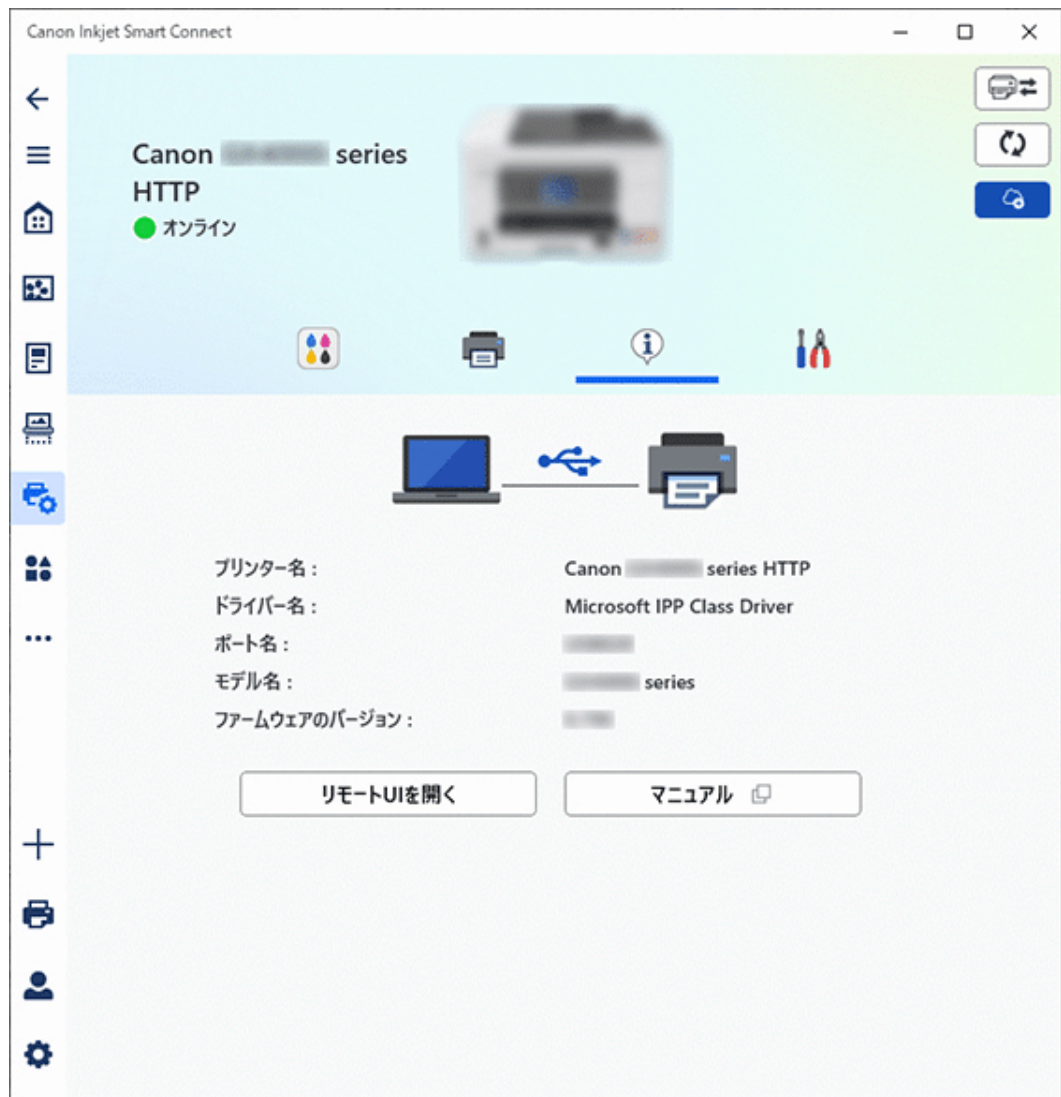 Canon Inkjet Smart Connect
Canon series
HTTP
オンライン
プリンター名 : Canon series HTTP
ドライバー名 : Microsoft IPP Class Driver
ポート名 :
モデル名 : series
ファームウェアのバージョン :
リモートUIを開く
マニュアル